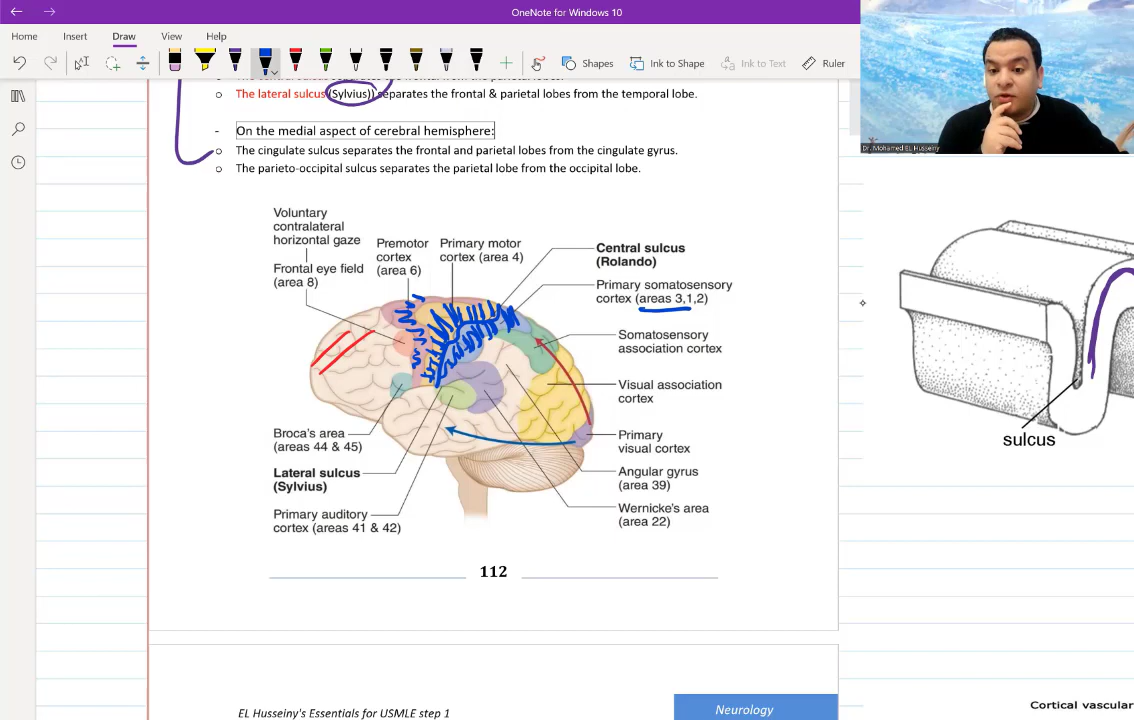 OneNote for Windows 10
Home
Insert
Draw
View
Help
Shapes
Ink to Shape
Ink to Text
Ruler
Dr. Mohamed EL Husseiny
o The lateral sulcus (Sylvius)) separates the frontal & parietal lobes from the temporal lobe.
- On the medial aspect of cerebral hemisphere:
o The cingulate sulcus separates the frontal and parietal lobes from the cingulate gyrus.
o The parieto-occipital sulcus separates the parietal lobe from the occipital lobe.
Voluntary
contralateral
horizontal gaze
Frontal eye field
(area 8)
Premotor
cortex
(area 6)
Primary motor
cortex (area 4)
Central sulcus
(Rolando)
Primary somatosensory
cortex (areas 3,1,2)
Somatosensory
association cortex
Visual association
cortex
Primary
visual cortex
Angular gyrus
(area 39)
Wernicke's area
(area 22)
Broca's area
(areas 44 & 45)
Lateral sulcus
(Sylvius)
Primary auditory
cortex (areas 41 & 42)
sulcus
112
EL Husseiny's Essentials for USMLE step 1
Neurology
Cortical vascular